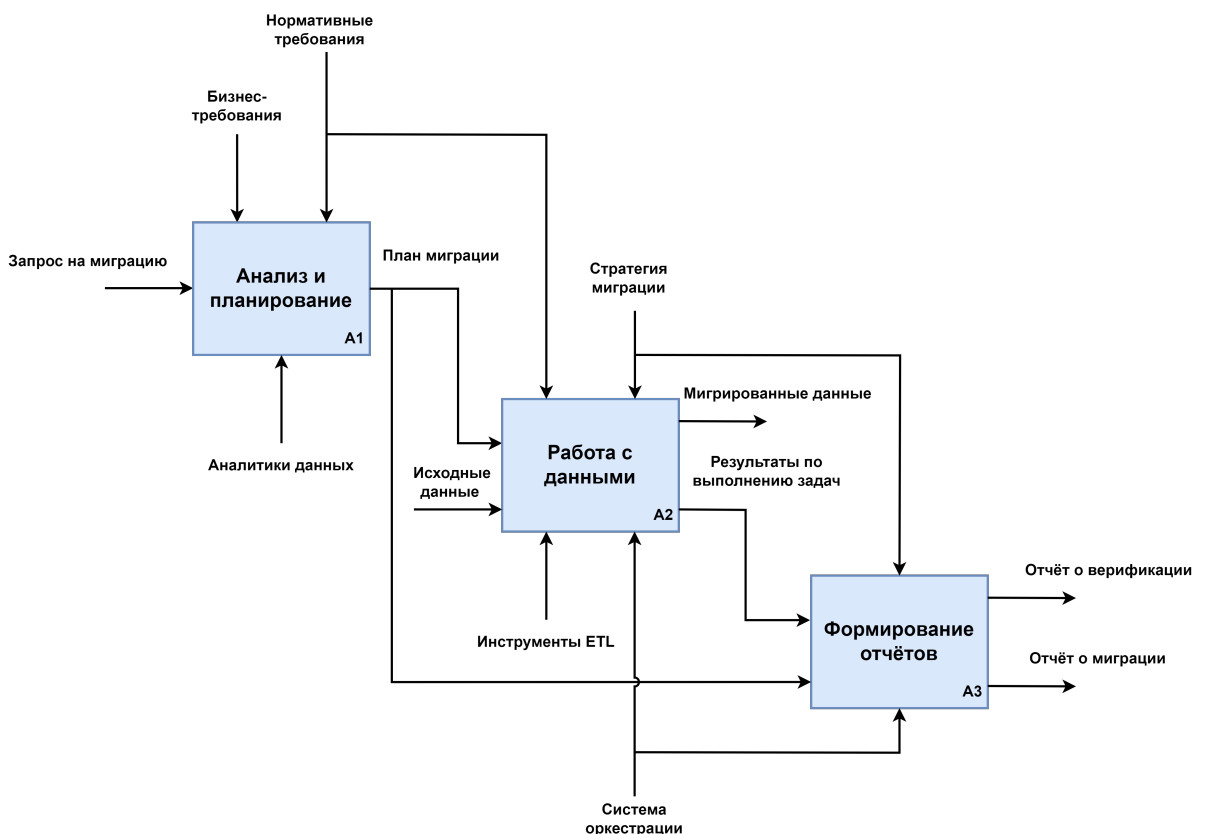 Нормативные
требования
Бизнес-
требования
Запрос на миграцию
Анализ и
планирование
A1
План миграции
Аналитики данных
Стратегия
миграции
Мигрированные данные
Исходные
данные
Работа с
данными
A2
Результаты по
выполнению задач
Инструменты ETL
Формирование
отчётов
A3
Отчёт о верификации
Отчёт о миграции
Система
оркестрации